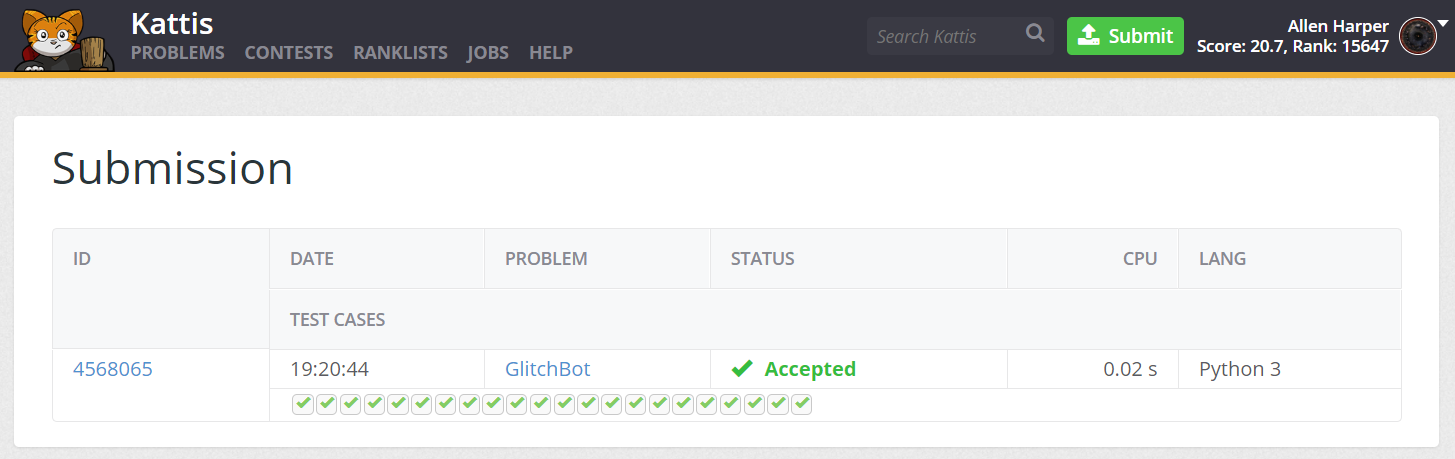 Kattis
PROBLEMS CONTESTS RANKLISTS JOBS HELP
Search Kattis
Submit
Allen Harper
Score: 20.7, Rank: 15647
Submission
ID DATE PROBLEM STATUS CPU LANG
TEST CASES
4568065 19:20:44 GlitchBot Accepted 0.02 s Python 3